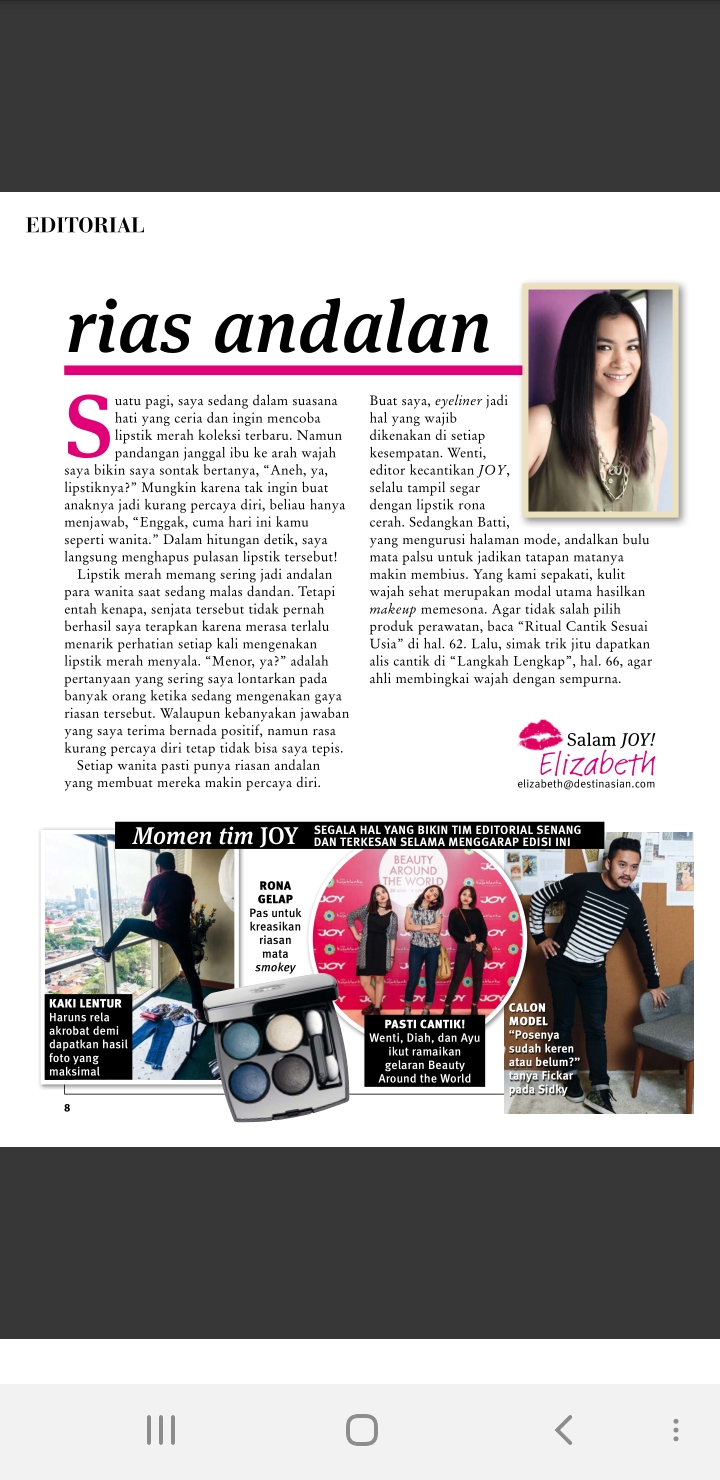 EDITORIAL
rias andalan
Suatu pagi, saya sedang dalam suasana
hati yang ceria dan ingin mencoba
lipstik merah koleksi terbaru. Namun
pandangan janggal ibu ke arah wajah
saya bikin saya sontak bertanya, “Aneh, ya,
lipstiknya?” Mungkin karena tak ingin buat
anaknya jadi kurang percaya diri, beliau hanya
menjawab, “Enggak, cuma hari ini kamu
seperti wanita.” Dalam hitungan detik, saya
langsung menghapus pulasan lipstik tersebut!
Lipstik merah memang sering jadi andalan
para wanita saat sedang malas dandan. Tetapi
entah kenapa, senjata tersebut tidak pernah
berhasil saya terapkan karena merasa terlalu
menarik perhatian setiap kali mengenakan
lipstik merah menyala. “Menor, ya?” adalah
pertanyaan yang sering saya lontarkan pada
banyak orang ketika sedang mengenakan gaya
riasan tersebut. Walaupun kebanyakan jawaban
yang saya terima bernada positif, namun rasa
kurang percaya diri tetap tidak bisa saya tepis.
Setiap wanita pasti punya riasan andalan
yang membuat mereka makin percaya diri.
Buat saya, eyeliner jadi
hal yang wajib
dikenakan di setiap
kesempatan. Wenti,
editor kecantikan JOY,
selalu tampil segar
dengan lipstik rona
cerah. Sedangkan Batti,
yang mengurusi halaman mode, andalkan bulu
mata palsu untuk jadikan tatapan matanya
makin membius. Yang kami sepakati, kulit
wajah sehat merupakan modal utama hasilkan
makeup memesona. Agar tidak salah pilih
produk perawatan, baca “Ritual Cantik Sesuai
Usia” di hal. 62. Lalu, simak trik jitu dapatkan
alis cantik di “Langkah Lengkap”, hal. 66, agar
ahli membingkai wajah dengan sempurna.
Salam JOY!
Elizabeth
elizabeth@destinasian.com
Momen tim JOY
SEGALA HAL YANG BIKIN TIM EDITORIAL SENANG
DAN TERKESAN SELAMA MENGGARAP EDISI INI
KAKI LENTUR
Haruns rela
akrobat demi
dapatkan hasil
foto yang
maksimal
RONA
GELAP
Pas untuk
kreasikan
riasan
mata
smokey
BEAUTY
AROUND
THE WORLD
JOY
JOY
JOY
JOY
PASTI CANTIK!
Wenti, Diah, dan Ayu
ikut ramaikan
gelaran Beauty
Around the World
CALON
MODEL
“Posenya
sudah keren
atau belum?”
tanya Fickar
pada Sidky
8